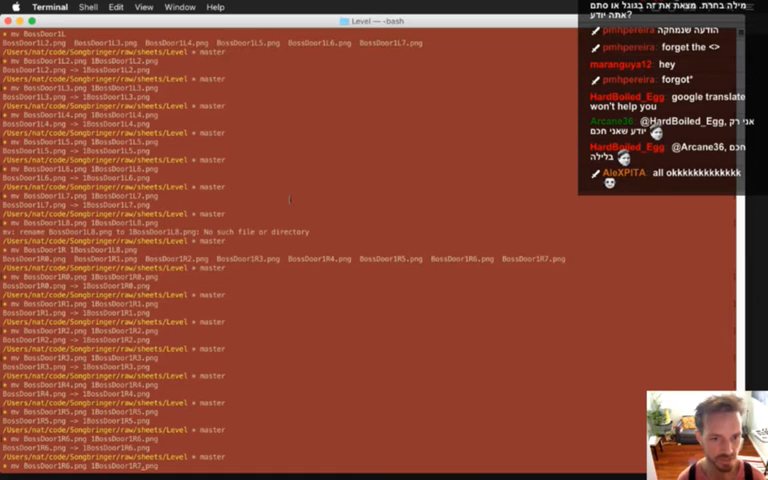 Terminal Shell Edit View Window Help
Level — -bash
mv BossDoor1L
BossDoor1L2.png BossDoor1L3.png BossDoor1L4.png BossDoor1L5.png BossDoor1L6.png BossDoor1L7.png
/Users/nat/code/Songbringer/raw/sheets/Level * master
* mv BossDoor1L2.png 1BossDoor1L2.png
BossDoor1L2.png -> 1BossDoor1L2.png
/Users/nat/code/Songbringer/raw/sheets/Level * master
* mv BossDoor1L3.png 1BossDoor1L3.png
BossDoor1L3.png -> 1BossDoor1L3.png
/Users/nat/code/Songbringer/raw/sheets/Level * master
* mv BossDoor1L4.png 1BossDoor1L4.png
BossDoor1L4.png -> 1BossDoor1L4.png
/Users/nat/code/Songbringer/raw/sheets/Level * master
* mv BossDoor1L5.png 1BossDoor1L5.png
BossDoor1L5.png -> 1BossDoor1L5.png
/Users/nat/code/Songbringer/raw/sheets/Level * master
* mv BossDoor1L6.png 1BossDoor1L6.png
BossDoor1L6.png -> 1BossDoor1L6.png
/Users/nat/code/Songbringer/raw/sheets/Level * master
* mv BossDoor1L7.png 1BossDoor1L7.png
BossDoor1L7.png -> 1BossDoor1L7.png
/Users/nat/code/Songbringer/raw/sheets/Level * master
* mv BossDoor1L8.png 1BossDoor1L8.png
mv: rename BossDoor1L8.png to 1BossDoor1L8.png: No such file or directory
/Users/nat/code/Songbringer/raw/sheets/Level * master
* mv BossDoor1R 1BossDoor1L8.png
BossDoor1R0.png BossDoor1R1.png BossDoor1R2.png BossDoor1R3.png BossDoor1R4.png BossDoor1R5.png BossDoor1R6.png BossDoor1R7.png
/Users/nat/code/Songbringer/raw/sheets/Level * master
* mv BossDoor1R0.png 1BossDoor1R0.png
BossDoor1R0.png -> 1BossDoor1R0.png
/Users/nat/code/Songbringer/raw/sheets/Level * master
* mv BossDoor1R1.png 1BossDoor1R1.png
BossDoor1R1.png -> 1BossDoor1R1.png
/Users/nat/code/Songbringer/raw/sheets/Level * master
* mv BossDoor1R2.png 1BossDoor1R2.png
BossDoor1R2.png -> 1BossDoor1R2.png
/Users/nat/code/Songbringer/raw/sheets/Level * master
* mv BossDoor1R3.png 1BossDoor1R3.png
BossDoor1R3.png -> 1BossDoor1R3.png
/Users/nat/code/Songbringer/raw/sheets/Level * master
* mv BossDoor1R4.png 1BossDoor1R4.png
BossDoor1R4.png -> 1BossDoor1R4.png
/Users/nat/code/Songbringer/raw/sheets/Level * master
* mv BossDoor1R5.png 1BossDoor1R5.png
BossDoor1R5.png -> 1BossDoor1R5.png
/Users/nat/code/Songbringer/raw/sheets/Level * master
* mv BossDoor1R6.png 1BossDoor1R6.png
BossDoor1R6.png -> 1BossDoor1R6.png
/Users/nat/code/Songbringer/raw/sheets/Level * master
* mv BossDoor1R6.png 1BossDoor1R7.png
מילה בחרת. מצאת את זה בגוגל או סתם
אתה יודע?
pmhpereira הודעה שנמחקה
pmhpereira: forget the <>
maranguya12: hey
pmhpereira: forgot*
HardBoiled_Egg: google translate
won't help you
Arcane36: @HardBoiled_Egg, אני רק
יודע שאני חכם
HardBoiled_Egg: @Arcane36, חכם
בלילה
AleXPITA all okkkkkkkkkkkk